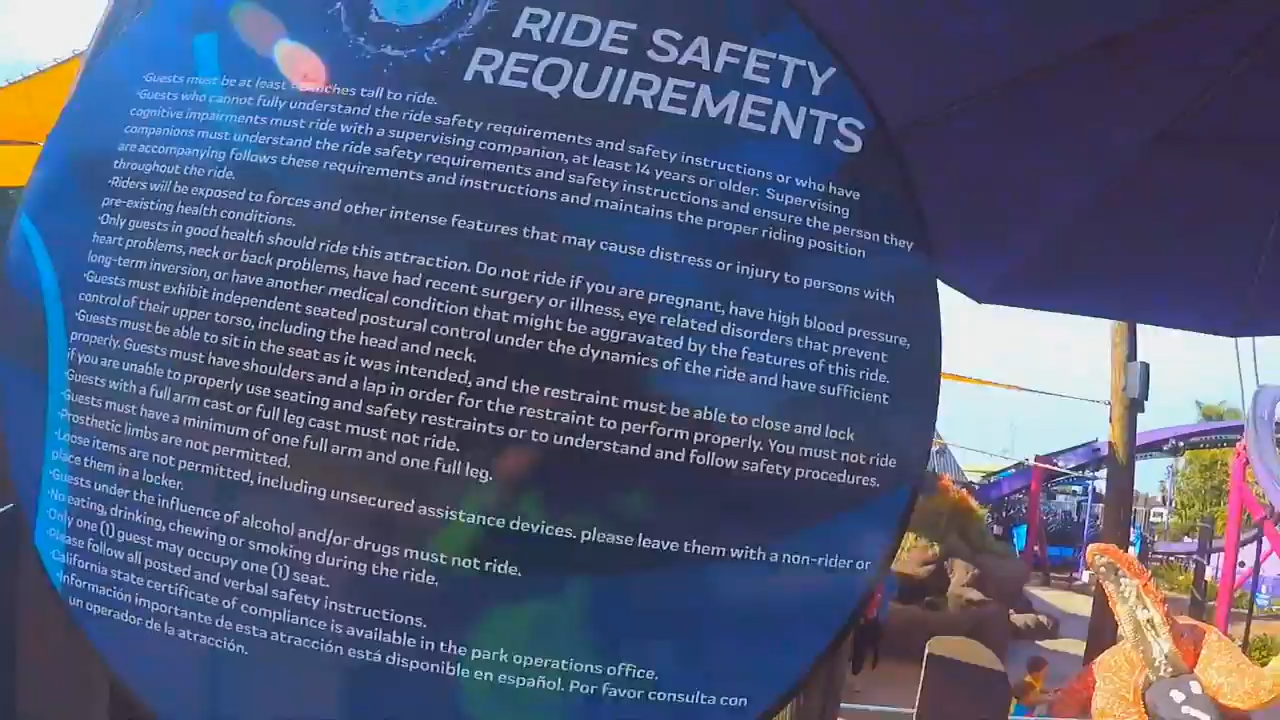 RIDE SAFETY
REQUIREMENTS
·Guests must be at least inches tall to ride.
·Guests who cannot fully understand the ride safety requirements and safety instructions or who have
cognitive impairments must ride with a supervising companion, at least 14 years or older. Supervising
companions must understand the ride safety requirements and safety instructions and ensure the person they
are accompanying follows these requirements and instructions and maintains the proper riding position
throughout the ride.
·Riders will be exposed to forces and other intense features that may cause distress or injury to persons with
pre-existing health conditions.
·Only guests in good health should ride this attraction. Do not ride if you are pregnant, have high blood pressure,
heart problems, neck or back problems, have had recent surgery or illness, eye related disorders that prevent
long-term inversion, or have another medical condition that might be aggravated by the features of this ride.
·Guests must exhibit independent seated postural control under the dynamics of the ride and have sufficient
control of their upper torso, including the head and neck.
·Guests must be able to sit in the seat as it was intended, and the restraint must be able to close and lock
properly. Guests must have shoulders and a lap in order for the restraint to perform properly. You must not ride
if you are unable to properly use seating and safety restraints or to understand and follow safety procedures.
·Guests with a full arm cast or full leg cast must not ride.
·Guests must have a minimum of one full arm and one full leg.
·Prosthetic limbs are not permitted.
·Loose items are not permitted, including unsecured assistance devices. please leave them with a non-rider or
place them in a locker.
·Guests under the influence of alcohol and/or drugs must not ride.
·No eating, drinking, chewing or smoking during the ride.
·Only one (1) guest may occupy one (1) seat.
·Please follow all posted and verbal safety instructions.
·California state certificate of compliance is available in the park operations office.
·Información importante de esta atracción está disponible en español. Por favor consulta con
un operador de la atracción.